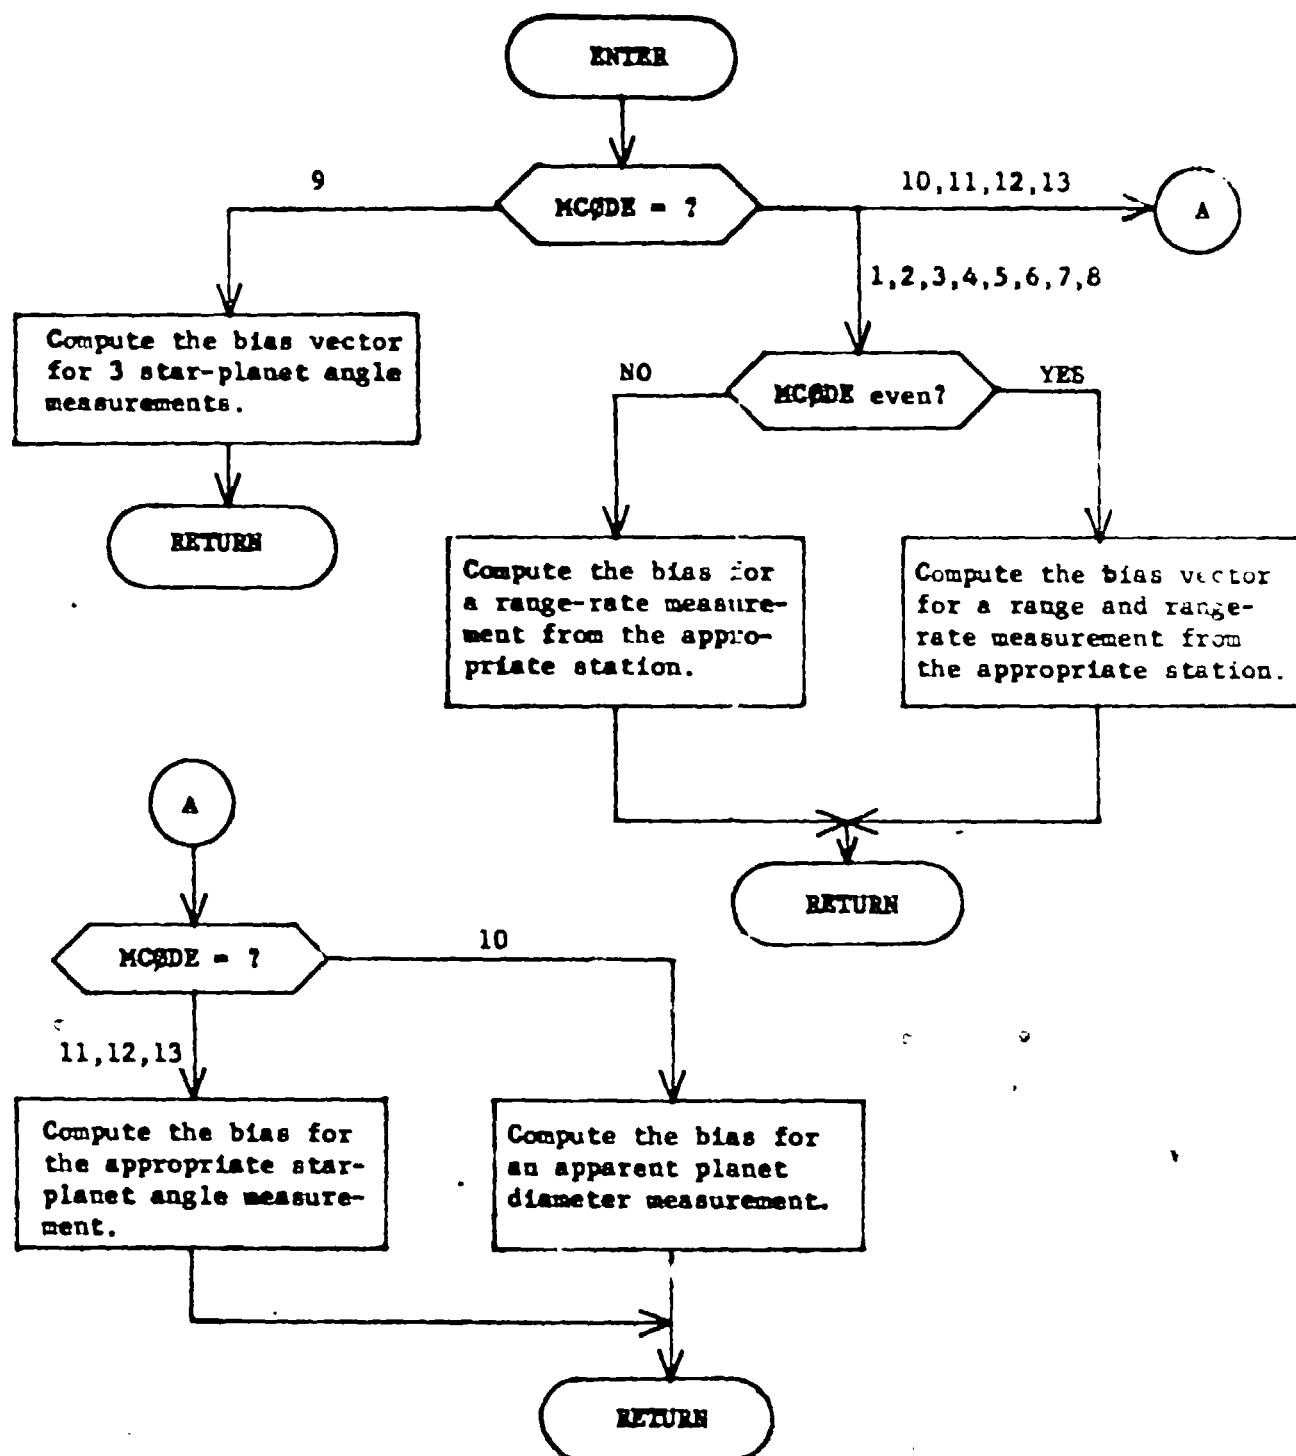 ENTER
9
MCØDE = ?
10,11,12,13
A
1,2,3,4,5,6,7,8
Compute the bias vector
for 3 star-planet angle
measurements.
NO
MCØDE even?
YES
RETURN
Compute the bias for
a range-rate measure-
ment from the appro-
priate station.
Compute the bias vector
for a range and range-
rate measurement from
the appropriate station.
A
RETURN
MCØDE = ?
10
11,12,13
Compute the bias for
the appropriate star-
planet angle measure-
ment.
Compute the bias for
an apparent planet
diameter measurement.
RETURN